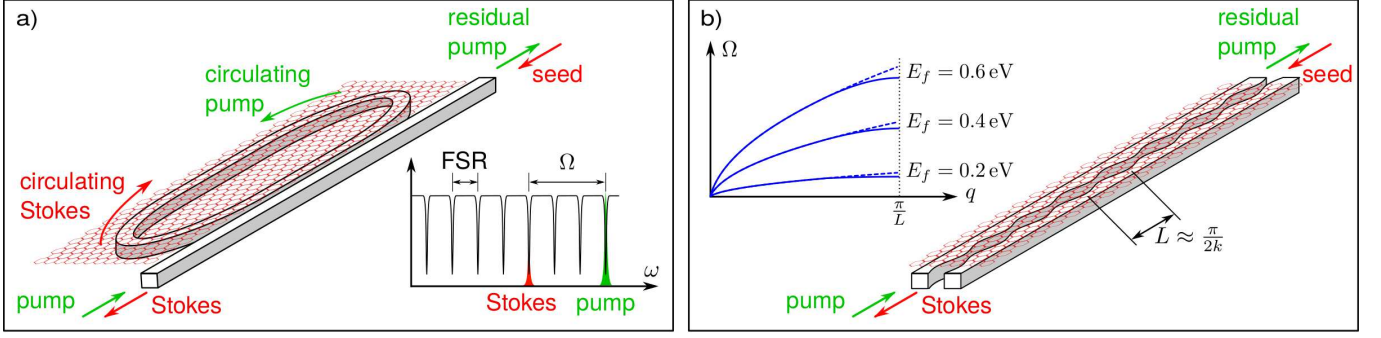 a)
residual
pump
seed
circulating
pump
circulating
Stokes
FSR
Ω
ω
Stokes
pump
pump
Stokes
b)
Ω
E_f = 0.6 eV
E_f = 0.4 eV
E_f = 0.2 eV
π/L
q
residual
pump
seed
L ≈ π/2k
pump
Stokes